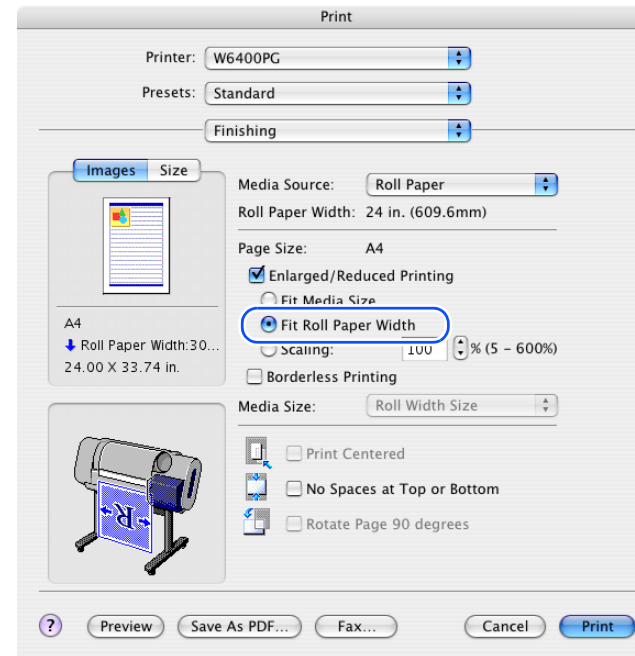 Print
Printer: W6400PG
Presets: Standard
Finishing
Images Size
A4
Roll Paper Width:30...
24.00 X 33.74 in.
Media Source: Roll Paper
Roll Paper Width: 24 in. (609.6mm)
Page Size: A4
Enlarged/Reduced Printing
Fit Media Size
Fit Roll Paper Width
Scaling: 100 % (5 – 600%)
Borderless Printing
Media Size: Roll Width Size
Print Centered
No Spaces at Top or Bottom
Rotate Page 90 degrees
R
? Preview Save As PDF... Fax... Cancel Print